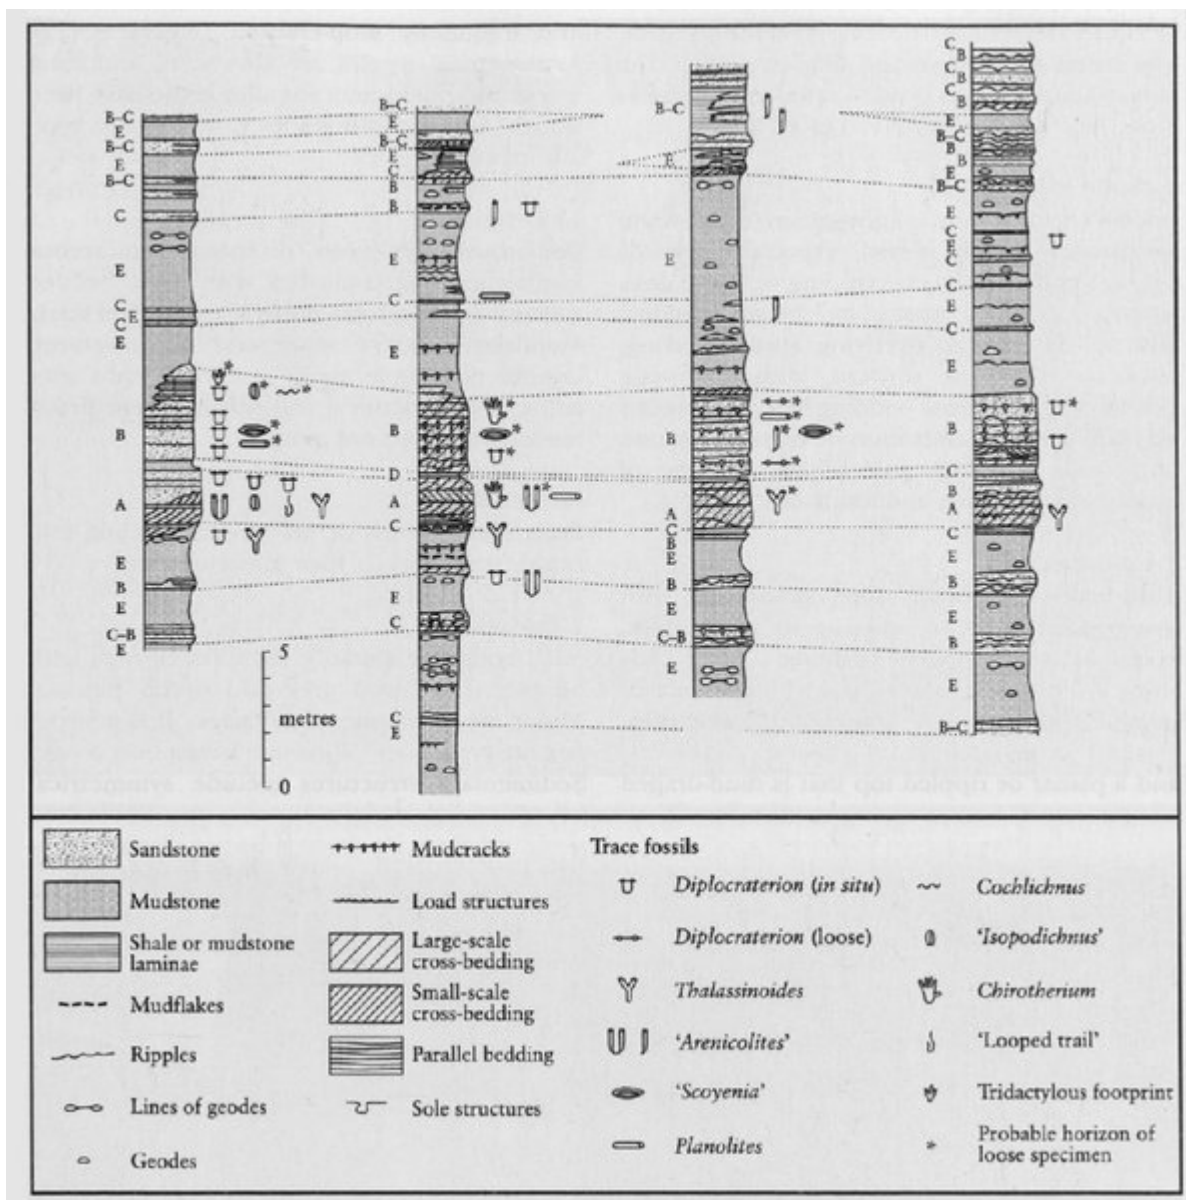 B–C
E
B–C
E
B–C
C
E
C
E
C
E
B
A
E
B
E
C–B
E
B–C
E
B–C
E
C
B
B
E
C
E
B
D
A
C
E
C
C
E
B–C
E
E
B
A
C
B
E
B
E
C–B
E
C
B
C
B
C
B
B–C
E
C
E
C
E
C
E
C
E
B
C
B
A
C
E
B
E
B
E
B–C
5
metres
0
Sandstone
Mudstone
Shale or mudstone
laminae
Mudflakes
Ripples
Lines of geodes
Geodes
Mudcracks
Load structures
Large-scale
cross-bedding
Small-scale
cross-bedding
Parallel bedding
Sole structures
Trace fossils
Diplocraterion (in situ)
Diplocraterion (loose)
Thalassinoides
'Arenicolites'
'Scoyenia'
Planolites
Cochlichnus
'Isopodichnus'
Chirotherium
'Looped trail'
Tridactylous footprint
Probable horizon of
loose specimen